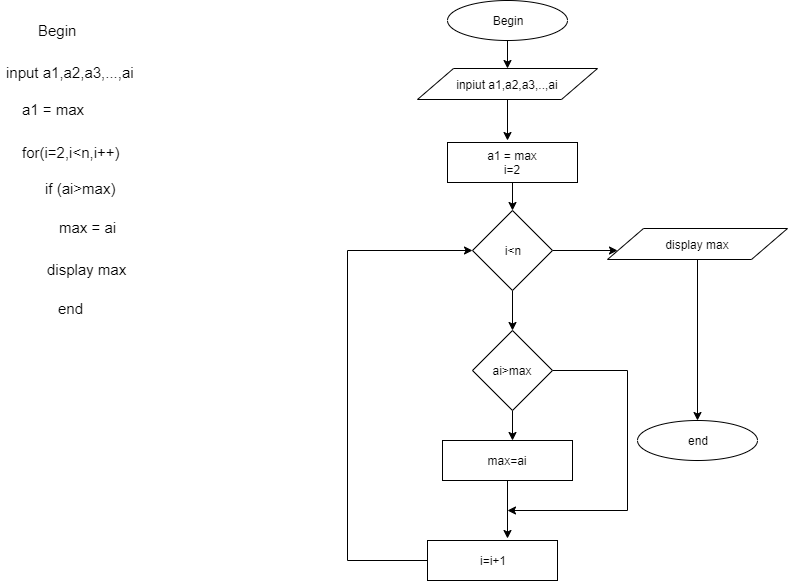 Begin
input a1,a2,a3,...,ai
a1 = max
for(i=2,i<n,i++)
if (ai>max)
max = ai
display max
end
Begin
inpiut a1,a2,a3,..,ai
a1 = max
i=2
i<n
display max
ai>max
max=ai
end
i=i+1